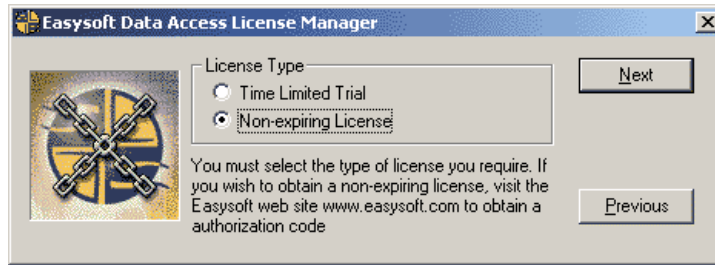 Easysoft Data Access License Manager
License Type
Time Limited Trial
Non-expiring License
Next
You must select the type of license you require. If
you wish to obtain a non-expiring license, visit the
Easysoft web site www.easysoft.com to obtain a
authorization code
Previous